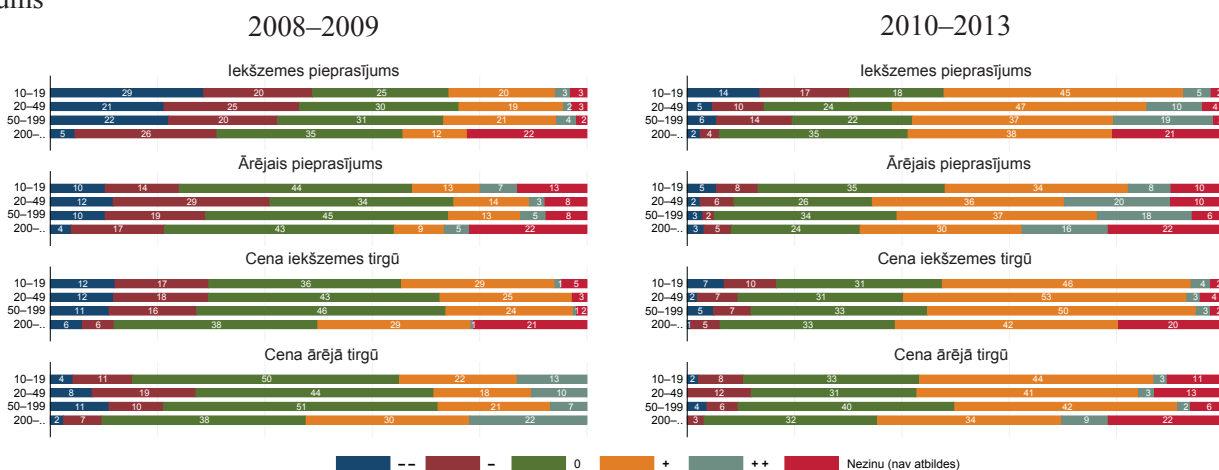 2008–2009
2010–2013
Iekšzemes pieprasījums
10–19 29 20 25 20 3 3
20–49 21 25 30 19 2 3
50–199 22 20 31 21 4 2
200–.. 5 26 35 12 22
Ārējais pieprasījums
10–19 10 14 44 13 7 13
20–49 12 29 34 14 3 8
50–199 10 19 45 13 5 8
200–.. 4 17 43 9 5 22
Cena iekšzemes tirgū
10–19 12 17 36 29 1 5
20–49 12 18 43 25 3
50–199 11 16 46 24 1 2
200–.. 6 6 38 29 1 21
Cena ārējā tirgū
10–19 4 11 50 22 13
20–49 8 19 44 18 10
50–199 11 10 51 21 7
200–.. 2 7 38 30 22
Iekšzemes pieprasījums
10–19 14 17 18 45 5
20–49 5 10 24 47 10 4
50–199 6 14 22 37 19
200–.. 2 4 35 38 21
Ārējais pieprasījums
10–19 5 8 35 34 8 10
20–49 2 6 26 36 20 10
50–199 3 2 34 37 18 6
200–.. 3 5 24 30 16 22
Cena iekšzemes tirgū
10–19 7 10 31 46 4 2
20–49 2 7 31 53 3 4
50–199 5 7 33 50 3 2
200–.. 1 5 33 42 20
Cena ārējā tirgū
10–19 2 8 33 44 3 11
20–49 12 31 41 3 13
50–199 4 6 40 42 2 6
200–.. 3 32 34 9 22
-- - 0 + ++ Nezinu (nav atbildes)